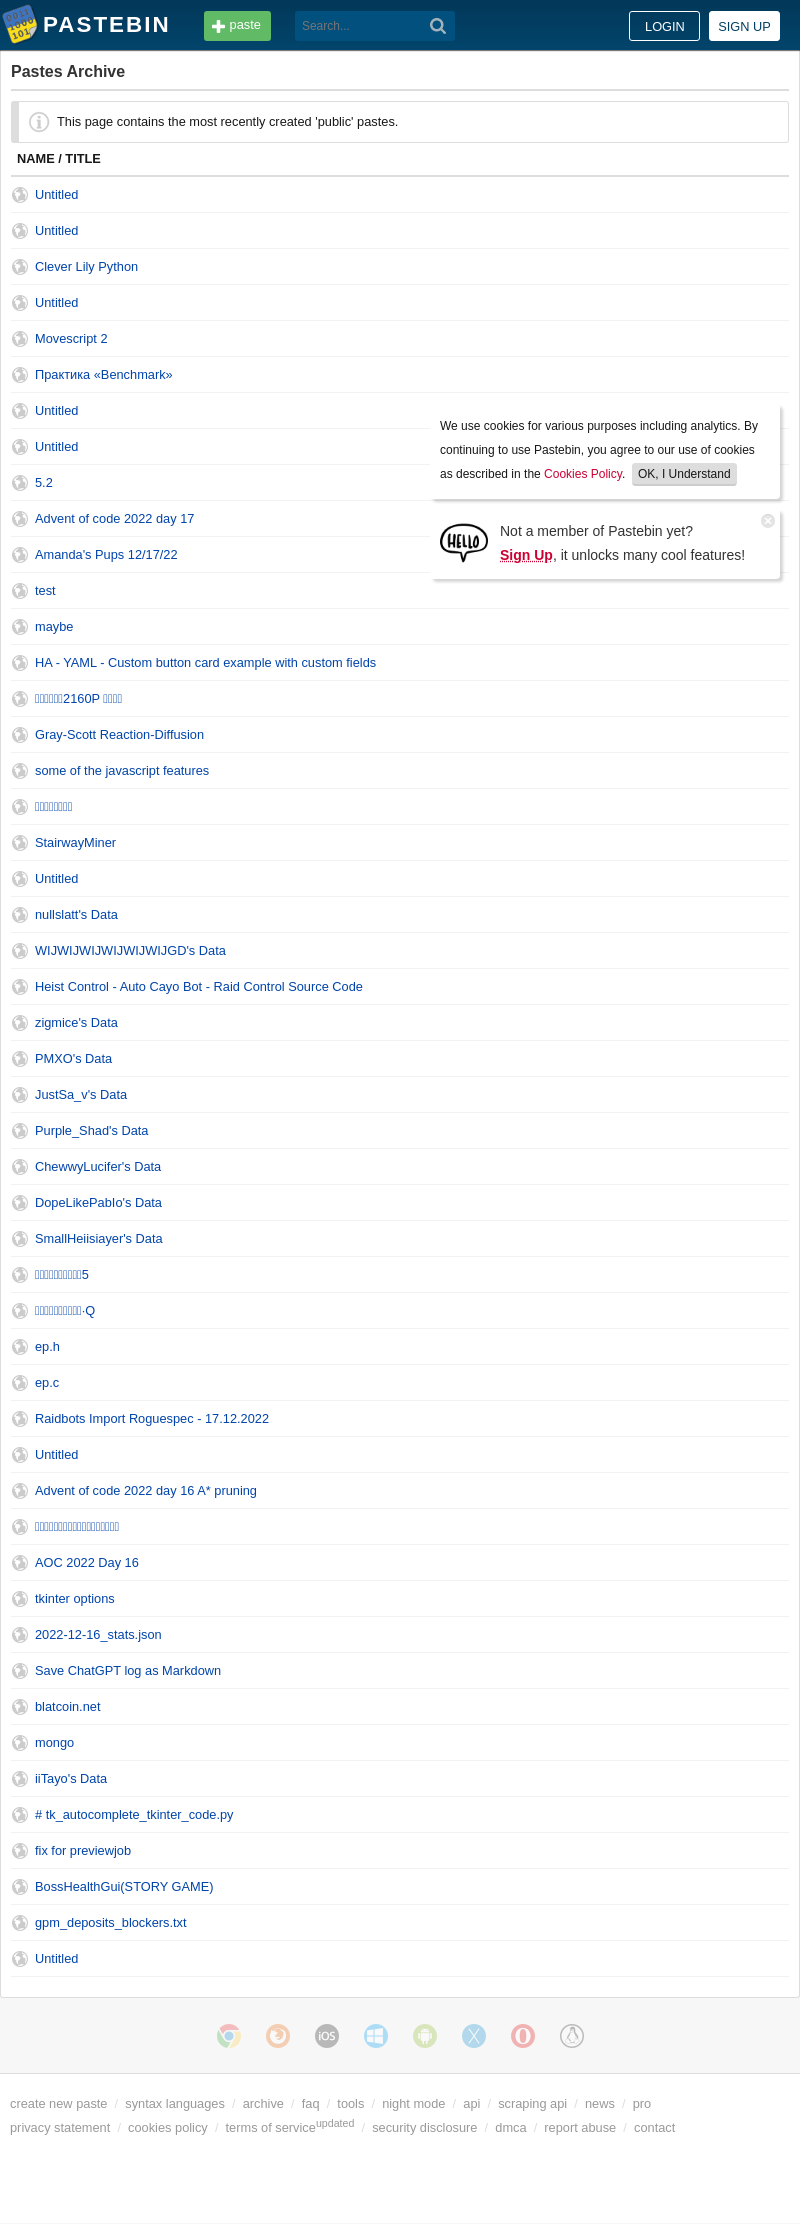 PASTEBIN
paste
Search...
LOGIN
SIGN UP
Pastes Archive
This page contains the most recently created 'public' pastes.
NAME / TITLE
Untitled
Untitled
Clever Lily Python
Untitled
Movescript 2
Практика «Benchmark»
Untitled
Untitled
5.2
Advent of code 2022 day 17
Amanda's Pups 12/17/22
We use cookies for various purposes including analytics. By
continuing to use Pastebin, you agree to our use of cookies
as described in the Cookies Policy. OK, I Understand
HELLO
Not a member of Pastebin yet?
Sign Up, it unlocks many cool features!
test
maybe
HA - YAML - Custom button card example with custom fields
2160P
Gray-Scott Reaction-Diffusion
some of the javascript features
StairwayMiner
Untitled
nullslatt's Data
WIJWIJWIJWIJWIJWIJGD's Data
Heist Control - Auto Cayo Bot - Raid Control Source Code
zigmice's Data
PMXO's Data
JustSa_v's Data
Purple_Shad's Data
ChewwyLucifer's Data
DopeLikePabIo's Data
SmallHeiisiayer's Data
5
·Q
ep.h
ep.c
Raidbots Import Roguespec - 17.12.2022
Untitled
Advent of code 2022 day 16 A* pruning
AOC 2022 Day 16
tkinter options
2022-12-16_stats.json
Save ChatGPT log as Markdown
blatcoin.net
mongo
iiTayo's Data
# tk_autocomplete_tkinter_code.py
fix for previewjob
BossHealthGui(STORY GAME)
gpm_deposits_blockers.txt
Untitled
iOS
create new paste / syntax languages / archive / faq / tools / night mode / api / scraping api / news / pro
privacy statement / cookies policy / terms of service updated / security disclosure / dmca / report abuse / contact